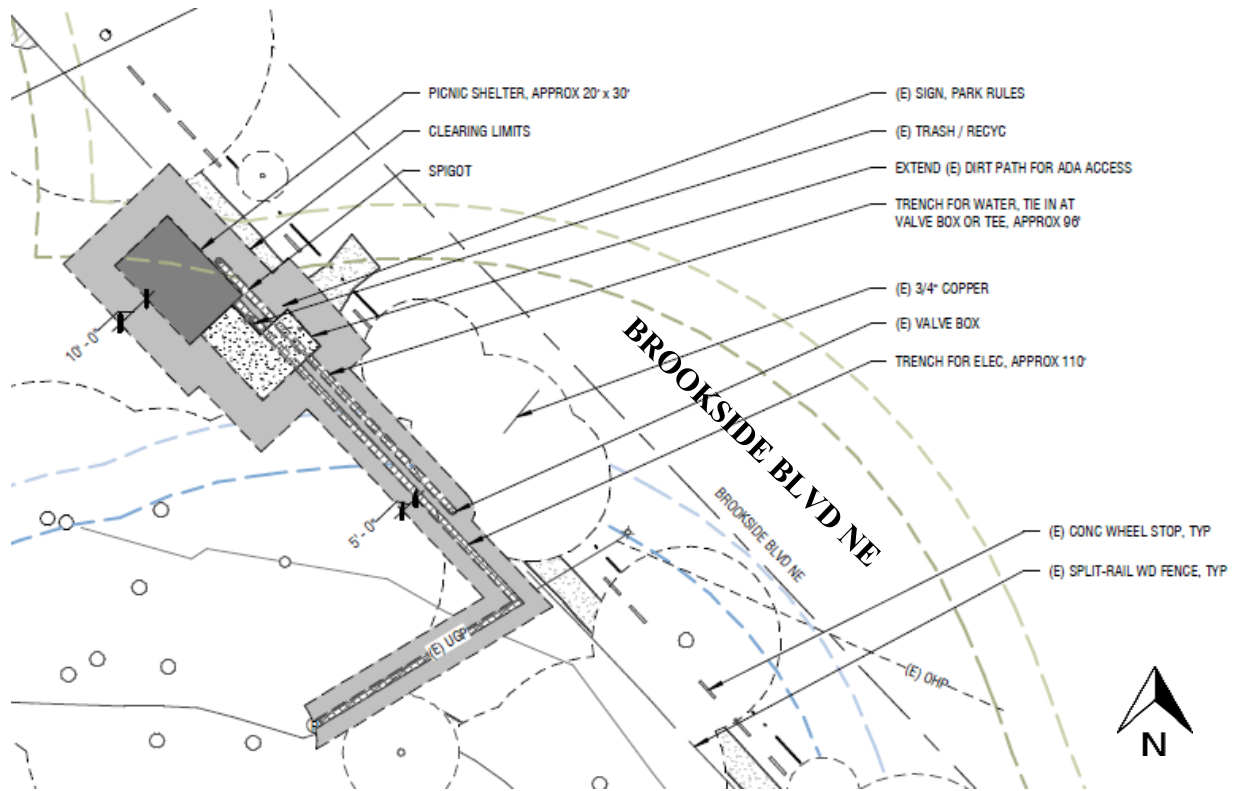 PICNIC SHELTER, APPROX 20' x 30'
CLEARING LIMITS
SPIGOT
(E) SIGN, PARK RULES
(E) TRASH / RECYC
EXTEND (E) DIRT PATH FOR ADA ACCESS
TRENCH FOR WATER, TIE IN AT
VALVE BOX OR TEE, APPROX 96'
(E) 3/4" COPPER
(E) VALVE BOX
TRENCH FOR ELEC, APPROX 110'
10' - 0"
5' - 0"
BROOKSIDE BLVD NE
BROOKSIDE BLVD NE
(E) CONC WHEEL STOP, TYP
(E) SPLIT-RAIL WD FENCE, TYP
(E) UGP
(E) OHP
N